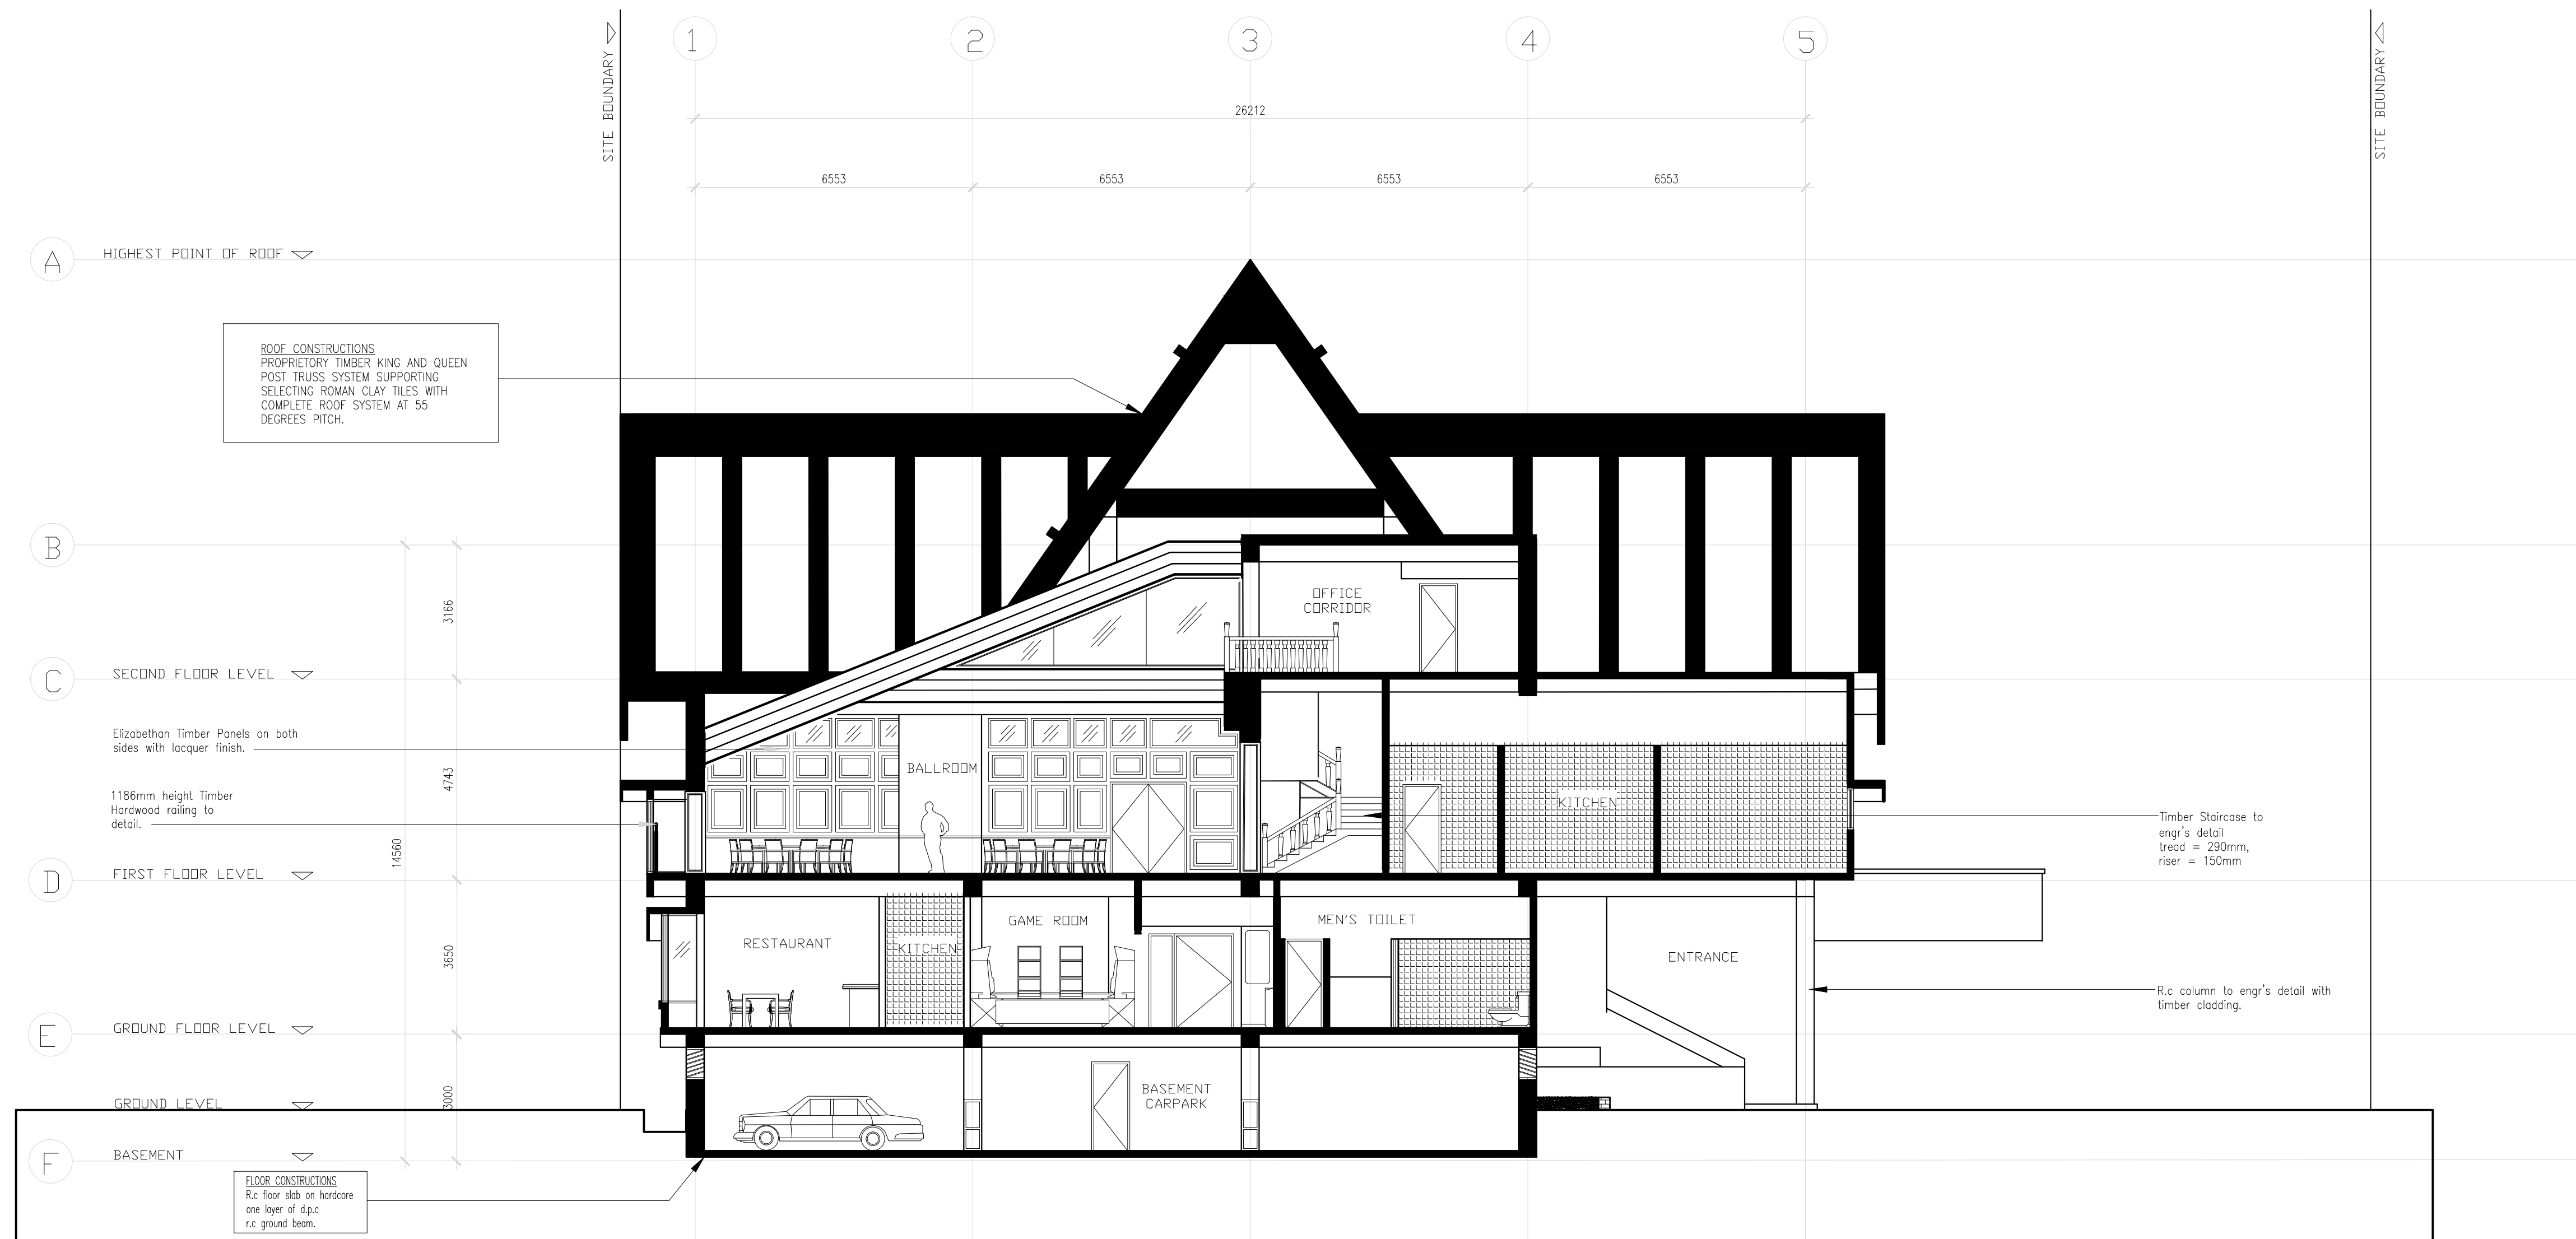 SITE BOUNDARY
1
2
3
4
5
SITE BOUNDARY
26212
6553
6553
6553
6553
A
HIGHEST POINT OF ROOF
ROOF CONSTRUCTIONS
PROPRIETORY TIMBER KING AND QUEEN
POST TRUSS SYSTEM SUPPORTING
SELECTING ROMAN CLAY TILES WITH
COMPLETE ROOF SYSTEM AT 55
DEGREES PITCH.
B
3166
OFFICE
CORRIDOR
C
SECOND FLOOR LEVEL
Elizabethan Timber Panels on both
sides with lacquer finish.
4743
BALLROOM
1186mm height Timber
Hardwood railing to
detail.
KITCHEN
Timber Staircase to
engr's detail
tread = 290mm,
riser = 150mm
14560
D
FIRST FLOOR LEVEL
3650
RESTAURANT
KITCHEN
GAME ROOM
MEN'S TOILET
ENTRANCE
R.c column to engr's detail with
timber cladding.
E
GROUND FLOOR LEVEL
3000
BASEMENT
CARPARK
GROUND LEVEL
F
BASEMENT
FLOOR CONSTRUCTIONS
R.c floor slab on hardcore
one layer of d.p.c
r.c ground beam.